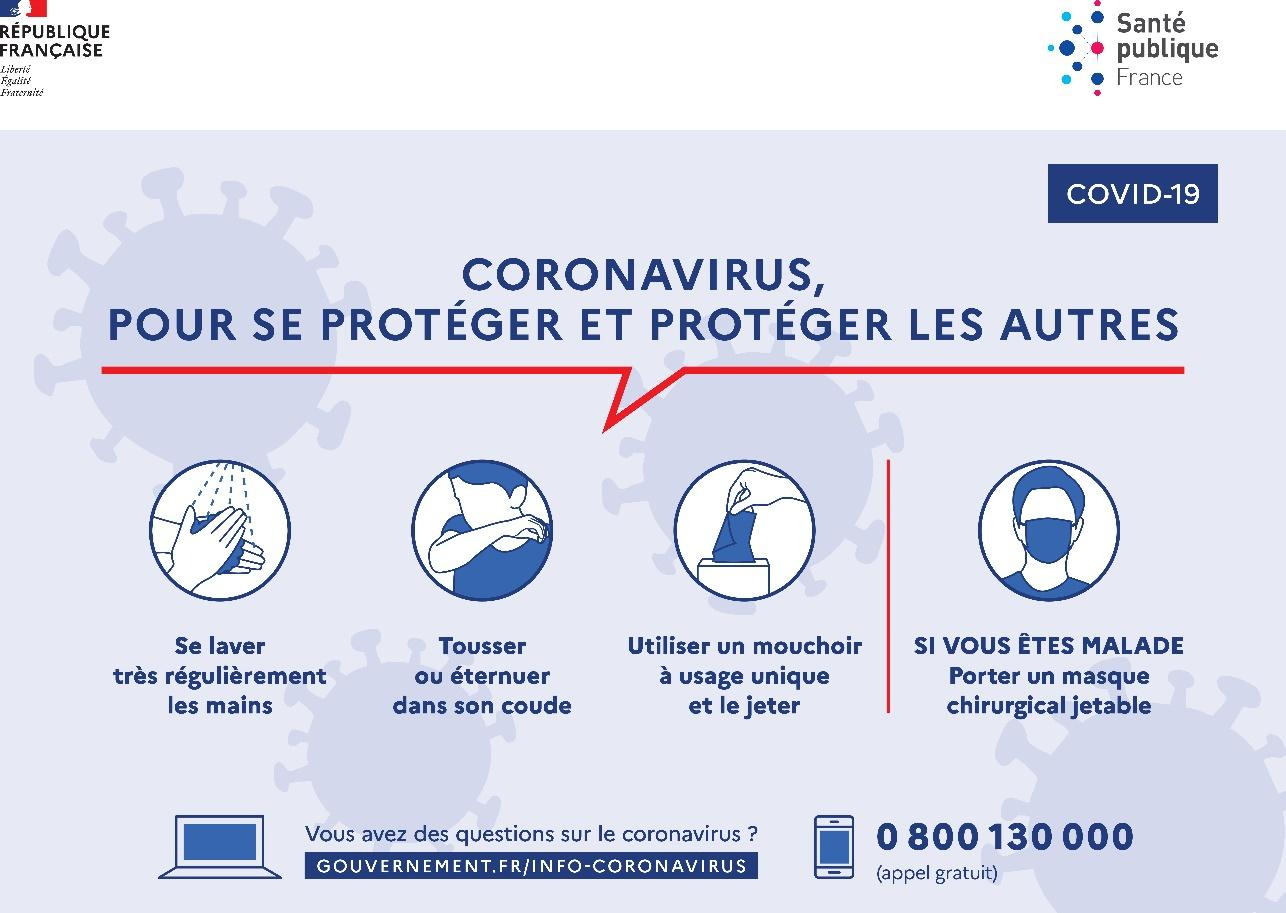 RÉPUBLIQUE
FRANÇAISE
Liberté
Égalité
Fraternité
Santé
publique
France
COVID-19
CORONAVIRUS,
POUR SE PROTÉGER ET PROTÉGER LES AUTRES
Se laver
très régulièrement
les mains
Tousser
ou éternuer
dans son coude
Utiliser un mouchoir
à usage unique
et le jeter
SI VOUS ÊTES MALADE
Porter un masque
chirurgical jetable
Vous avez des questions sur le coronavirus ?
GOUVERNEMENT.FR/INFO-CORONAVIRUS
0 800 130 000
(appel gratuit)